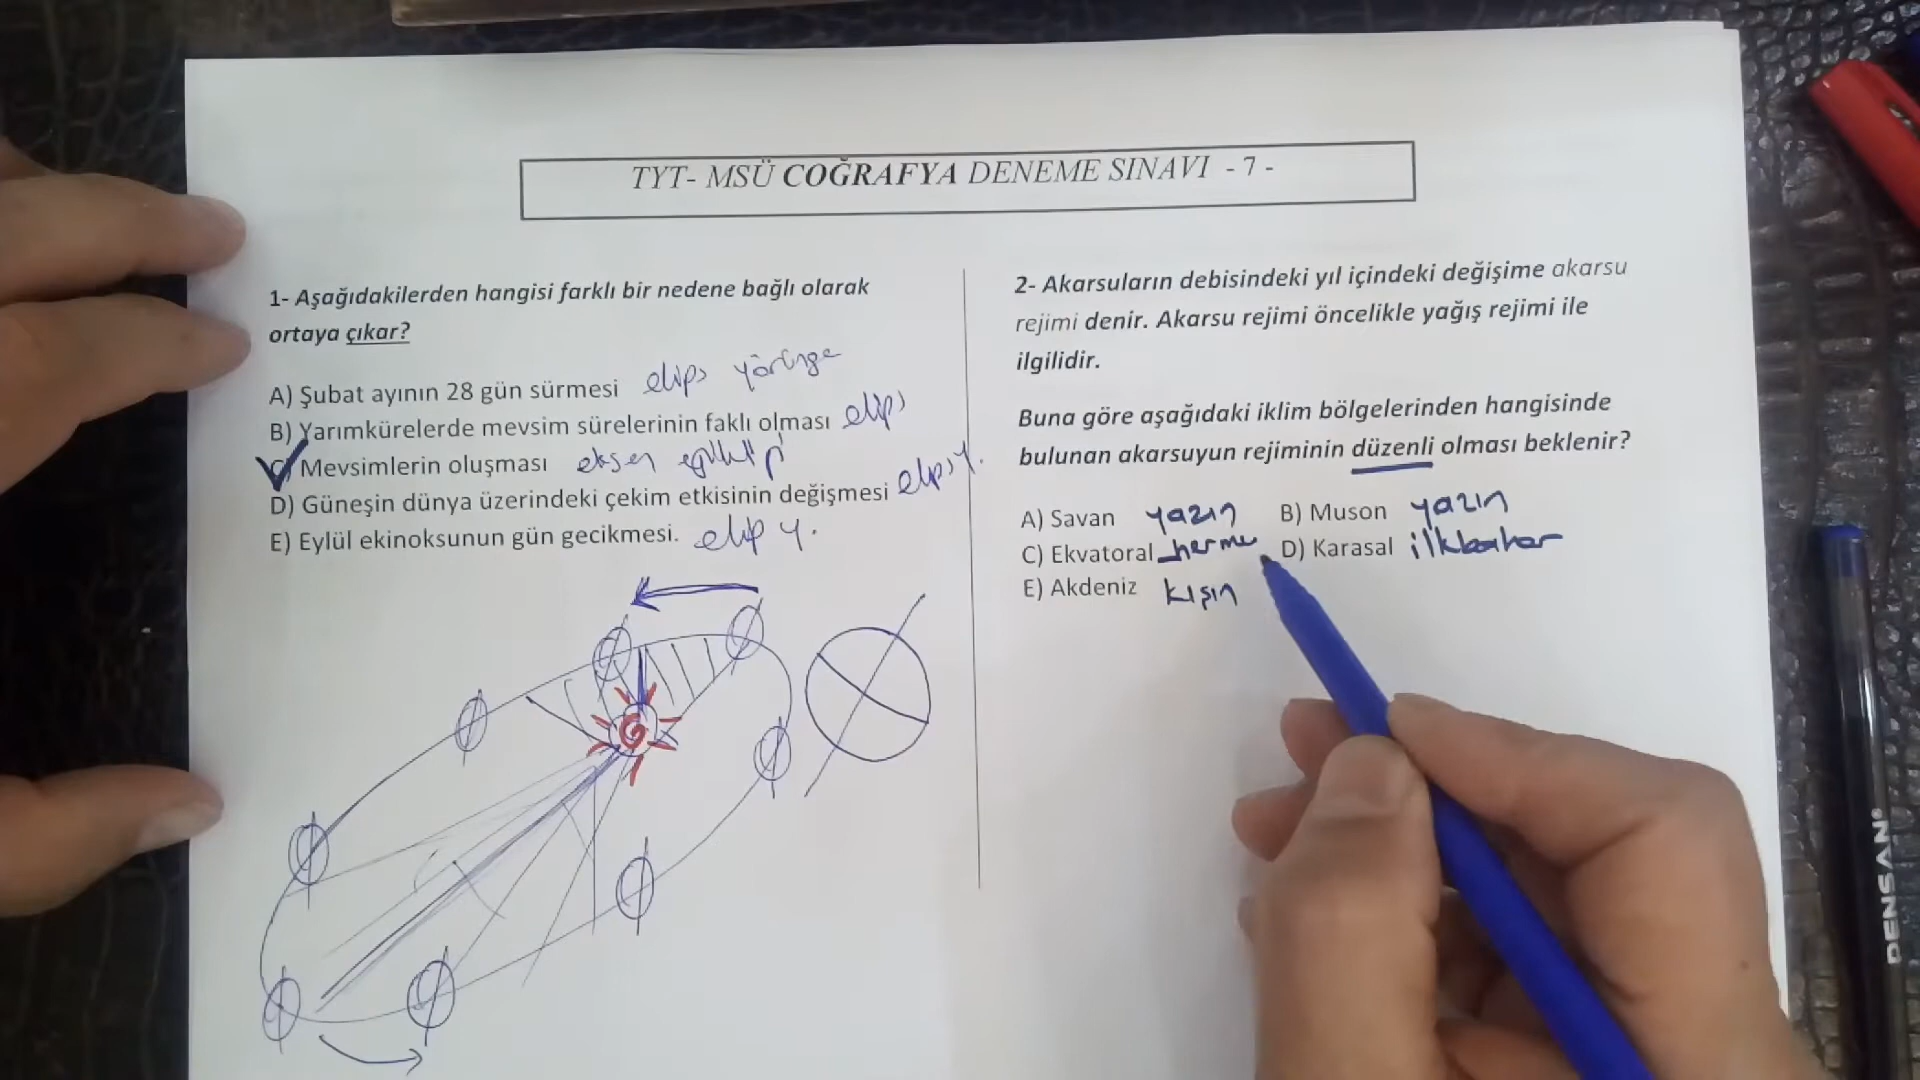 TYT- MSÜ COĞRAFYA DENEME SINAVI - 7 -
1- Aşağıdakilerden hangisi farklı bir nedene bağlı olarak
ortaya çıkar?
A) Şubat ayının 28 gün sürmesi elips yörünge
B) Yarımkürelerde mevsim sürelerinin faklı olması elips
C) Mevsimlerin oluşması eksen eğikliği
D) Güneşin dünya üzerindeki çekim etkisinin değişmesi elips y.
E) Eylül ekinoksunun gün gecikmesi. elip y.
G
2- Akarsuların debisindeki yıl içindeki değişime akarsu
rejimi denir. Akarsu rejimi öncelikle yağış rejimi ile
ilgilidir.
Buna göre aşağıdaki iklim bölgelerinden hangisinde
bulunan akarsuyun rejiminin düzenli olması beklenir?
A) Savan yazın B) Muson yazın
C) Ekvatoral D) Karasal ilkbahar
E) Akdeniz kışın
DENSAN